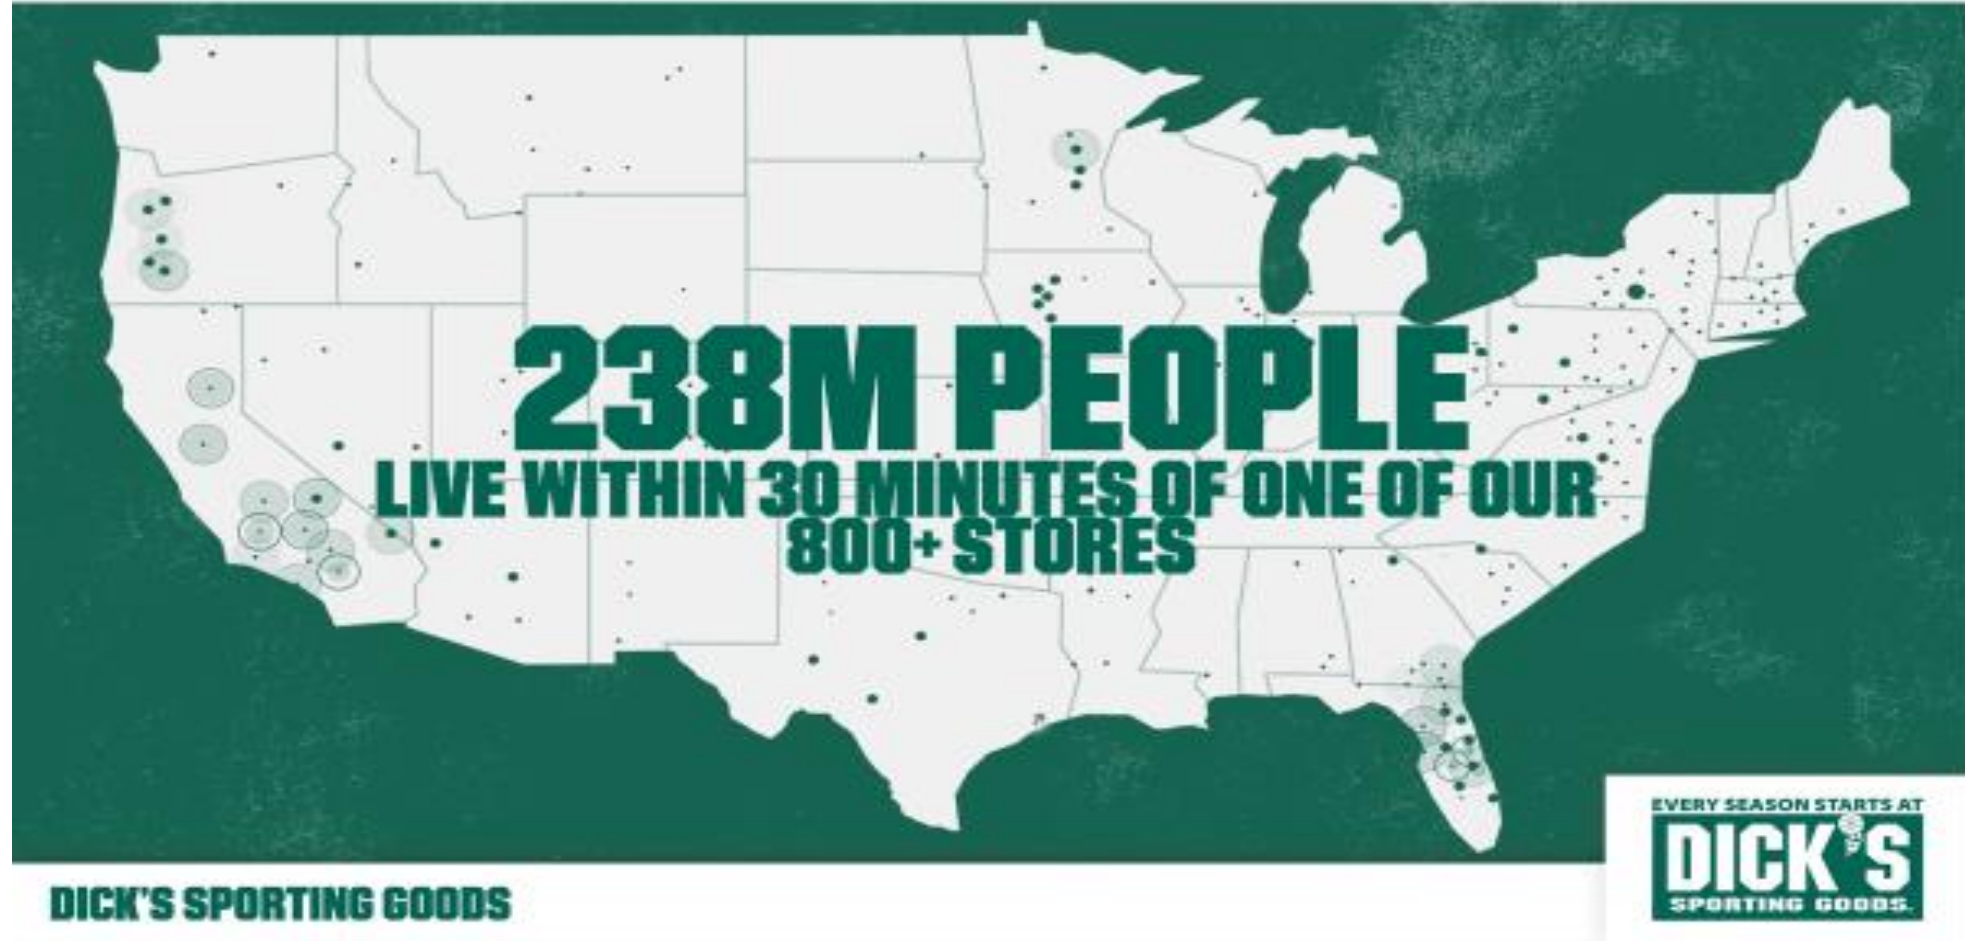 238M PEOPLE
LIVE WITHIN 30 MINUTES OF ONE OF OUR
800+ STORES
EVERY SEASON STARTS AT
DICK'S
SPORTING GOODS.
DICK'S SPORTING GOODS